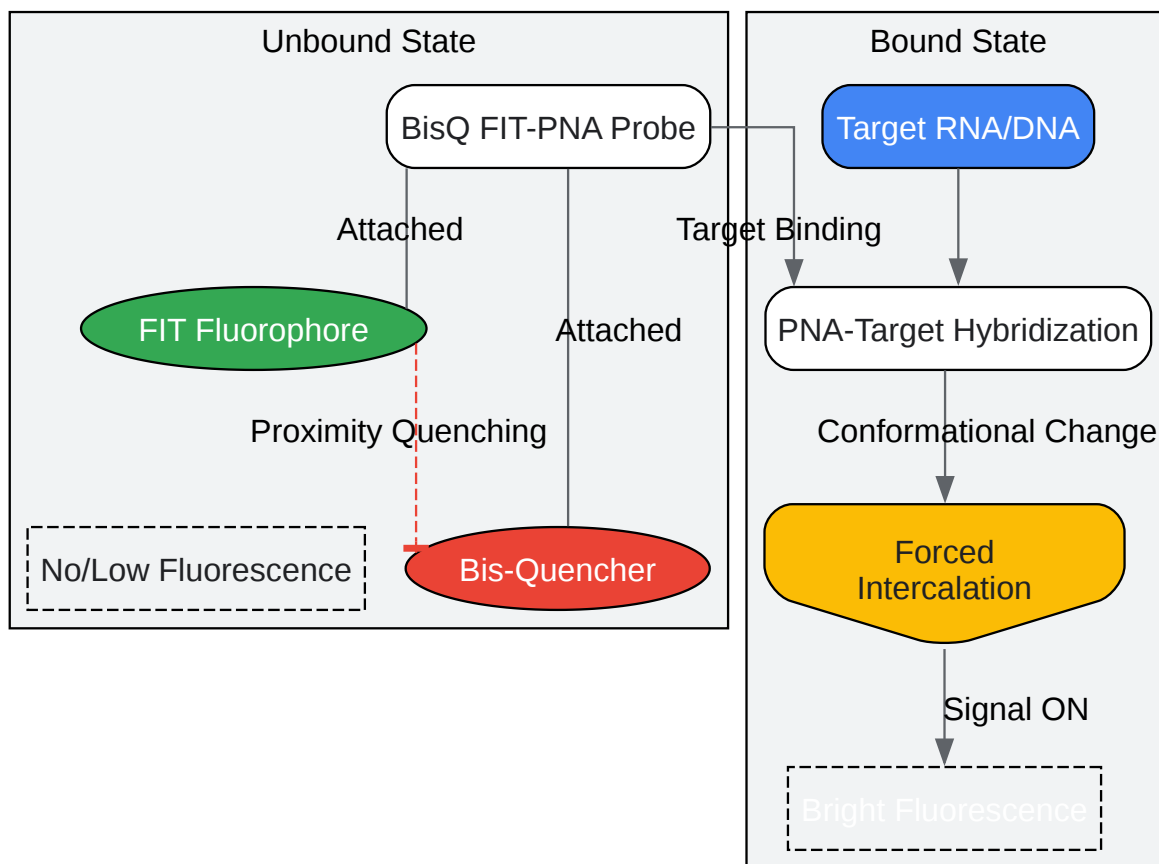 Unbound State
Bound State
BisQ FIT-PNA Probe
Target RNA/DNA
Attached
Target Binding
FIT Fluorophore
Attached
PNA-Target Hybridization
Proximity Quenching
Conformational Change
No/Low Fluorescence
Bis-Quencher
Forced
Intercalation
Signal ON
Bright Fluorescence